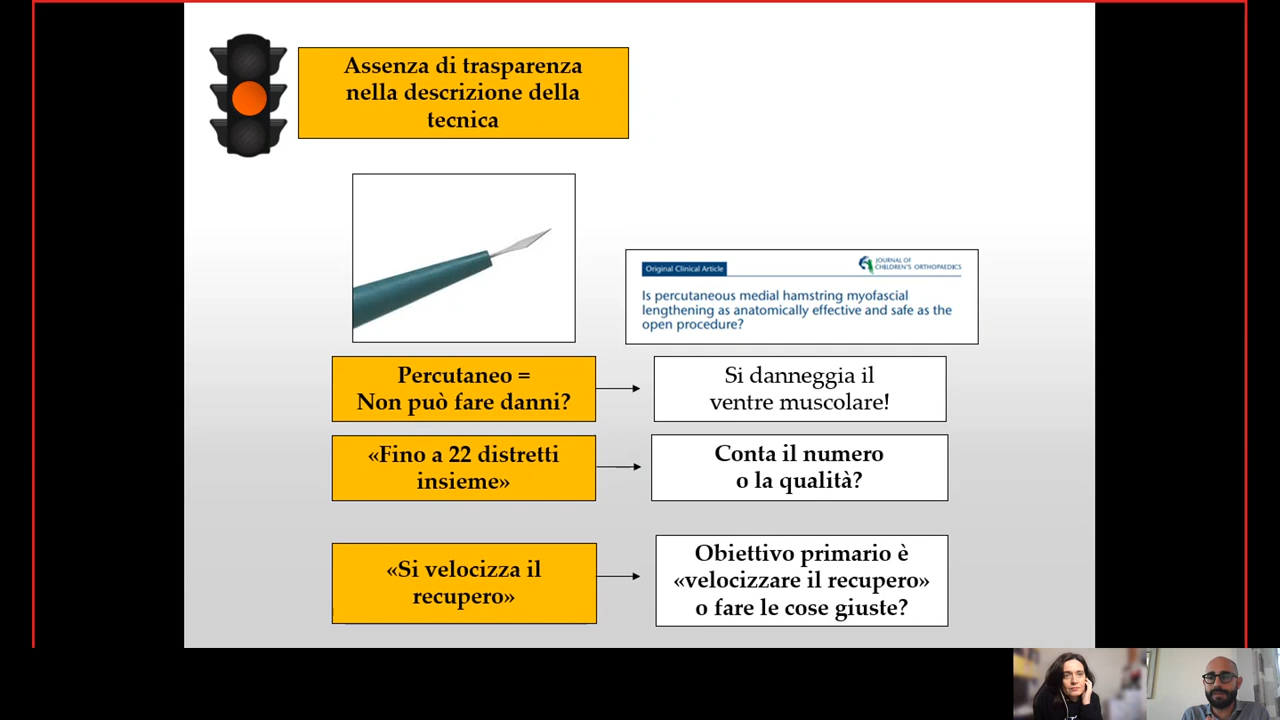 Assenza di trasparenza
nella descrizione della
tecnica
Original Clinical Article
JOURNAL OF
CHILDREN'S ORTHOPAEDICS
Is percutaneous medial hamstring myofascial
lengthening as anatomically effective and safe as the
open procedure?
Percutaneo =
Non può fare danni?
Si danneggia il
ventre muscolare!
«Fino a 22 distretti
insieme»
Conta il numero
o la qualità?
«Si velocizza il
recupero»
Obiettivo primario è
«velocizzare il recupero»
o fare le cose giuste?